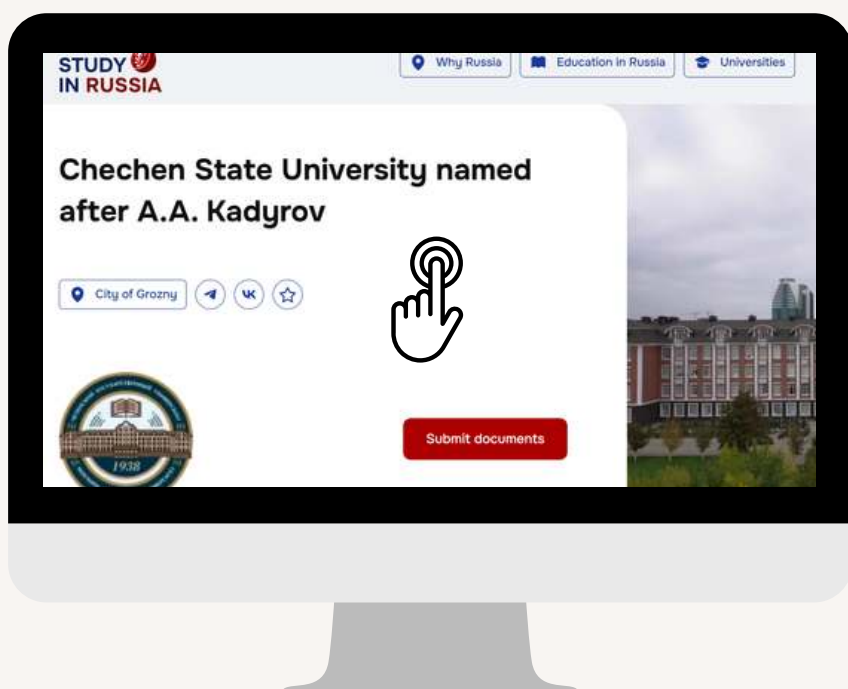 STUDY
IN RUSSIA
Why Russia
Education in Russia
Universities
Chechen State University named
after A.A. Kadyrov
City of Grozny
Submit documents
1938